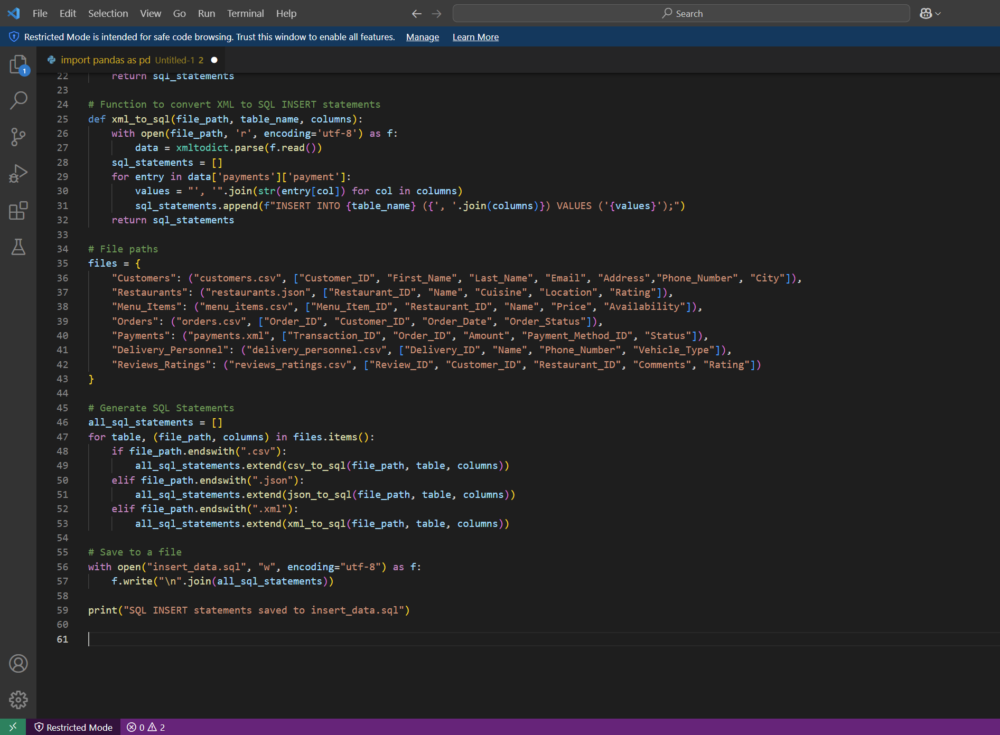 File Edit Selection View Go Run Terminal Help Search
Restricted Mode is intended for safe code browsing. Trust this window to enable all features. Manage Learn More
1
import pandas as pd Untitled-1 2
22     return sql_statements
23
24 # Function to convert XML to SQL INSERT statements
25 def xml_to_sql(file_path, table_name, columns):
26     with open(file_path, 'r', encoding='utf-8') as f:
27         data = xmltodict.parse(f.read())
28     sql_statements = []
29     for entry in data['payments']['payment']:
30         values = "', '".join(str(entry[col]) for col in columns)
31         sql_statements.append(f"INSERT INTO {table_name} ({', '.join(columns)}) VALUES ('{values}');")
32     return sql_statements
33
34 # File paths
35 files = {
36     "Customers": ("customers.csv", ["Customer_ID", "First_Name", "Last_Name", "Email", "Address","Phone_Number", "City"]),
37     "Restaurants": ("restaurants.json", ["Restaurant_ID", "Name", "Cuisine", "Location", "Rating"]),
38     "Menu_Items": ("menu_items.csv", ["Menu_Item_ID", "Restaurant_ID", "Name", "Price", "Availability"]),
39     "Orders": ("orders.csv", ["Order_ID", "Customer_ID", "Order_Date", "Order_Status"]),
40     "Payments": ("payments.xml", ["Transaction_ID", "Order_ID", "Amount", "Payment_Method_ID", "Status"]),
41     "Delivery_Personnel": ("delivery_personnel.csv", ["Delivery_ID", "Name", "Phone_Number", "Vehicle_Type"]),
42     "Reviews_Ratings": ("reviews_ratings.csv", ["Review_ID", "Customer_ID", "Restaurant_ID", "Comments", "Rating"])
43 }
44
45 # Generate SQL Statements
46 all_sql_statements = []
47 for table, (file_path, columns) in files.items():
48     if file_path.endswith(".csv"):
49         all_sql_statements.extend(csv_to_sql(file_path, table, columns))
50     elif file_path.endswith(".json"):
51         all_sql_statements.extend(json_to_sql(file_path, table, columns))
52     elif file_path.endswith(".xml"):
53         all_sql_statements.extend(xml_to_sql(file_path, table, columns))
54
55 # Save to a file
56 with open("insert_data.sql", "w", encoding="utf-8") as f:
57     f.write("\n".join(all_sql_statements))
58
59 print("SQL INSERT statements saved to insert_data.sql")
60
61
Restricted Mode 0 2